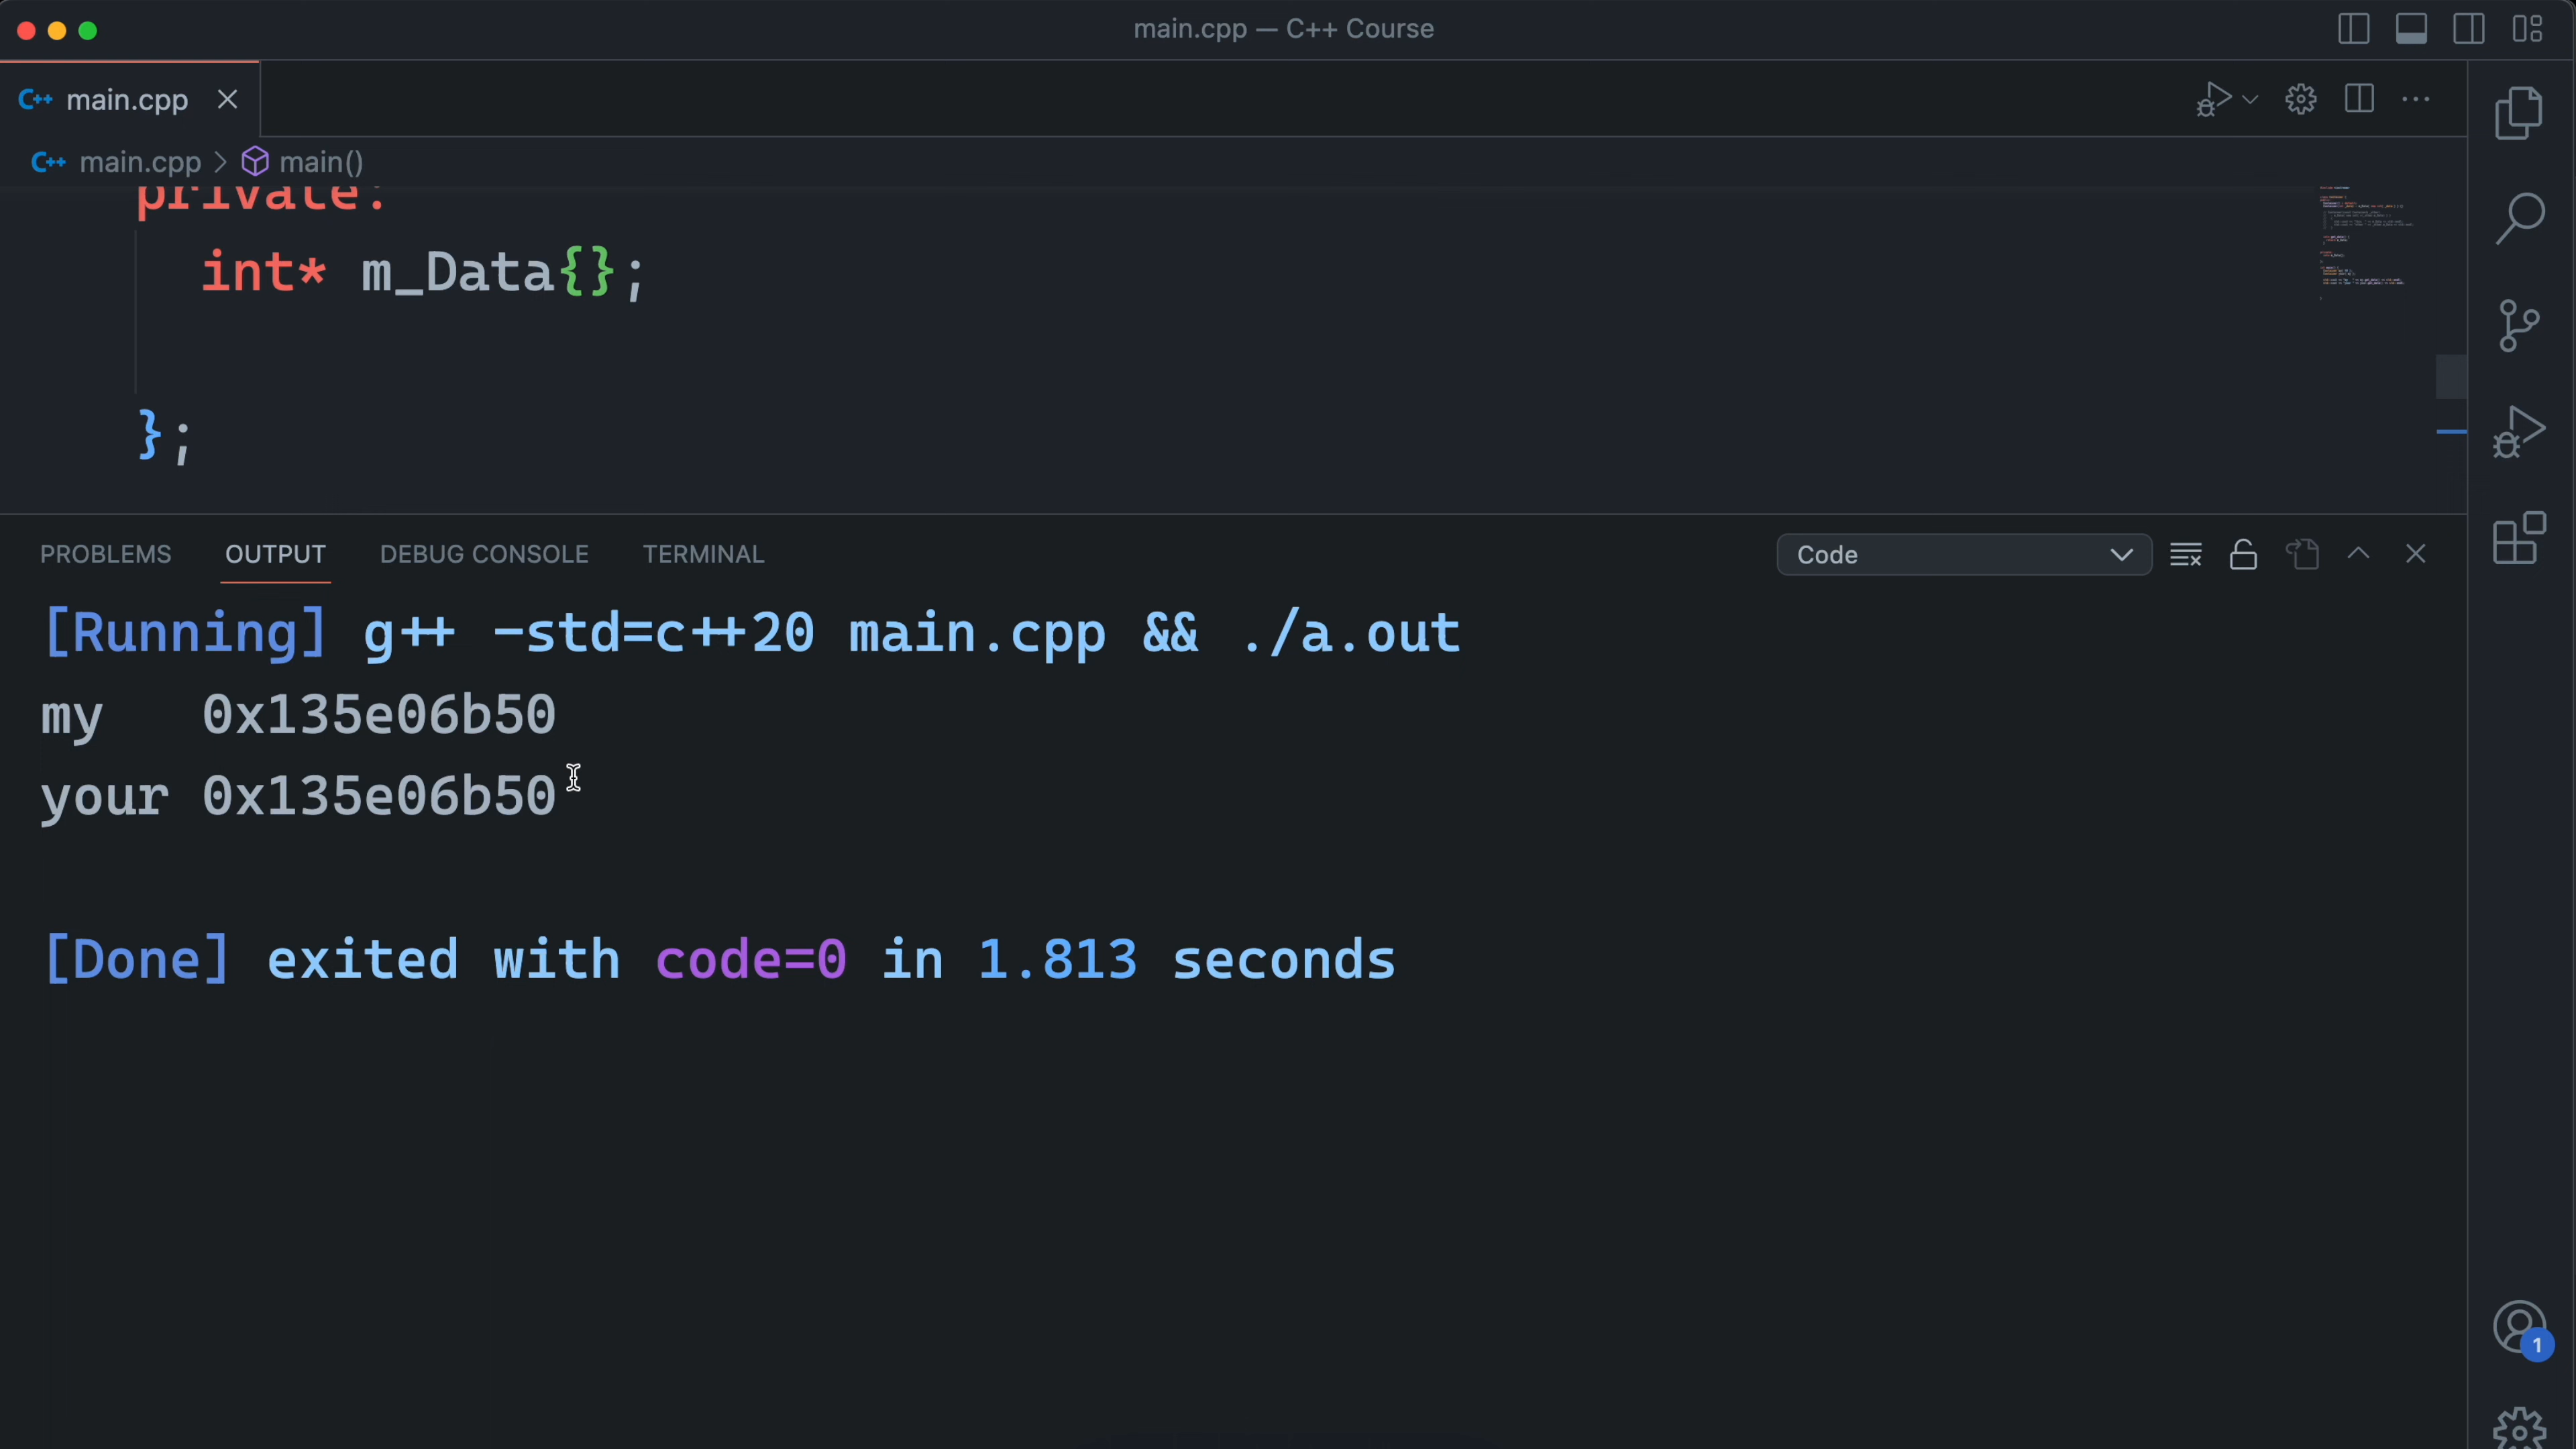 main.cpp — C++ Course
C++ main.cpp
C++ main.cpp > main()
private:
int* m_Data{};
};
PROBLEMS OUTPUT DEBUG CONSOLE TERMINAL Code
[Running] g++ -std=c++20 main.cpp && ./a.out
my 0x135e06b50
your 0x135e06b50
[Done] exited with code=0 in 1.813 seconds
1